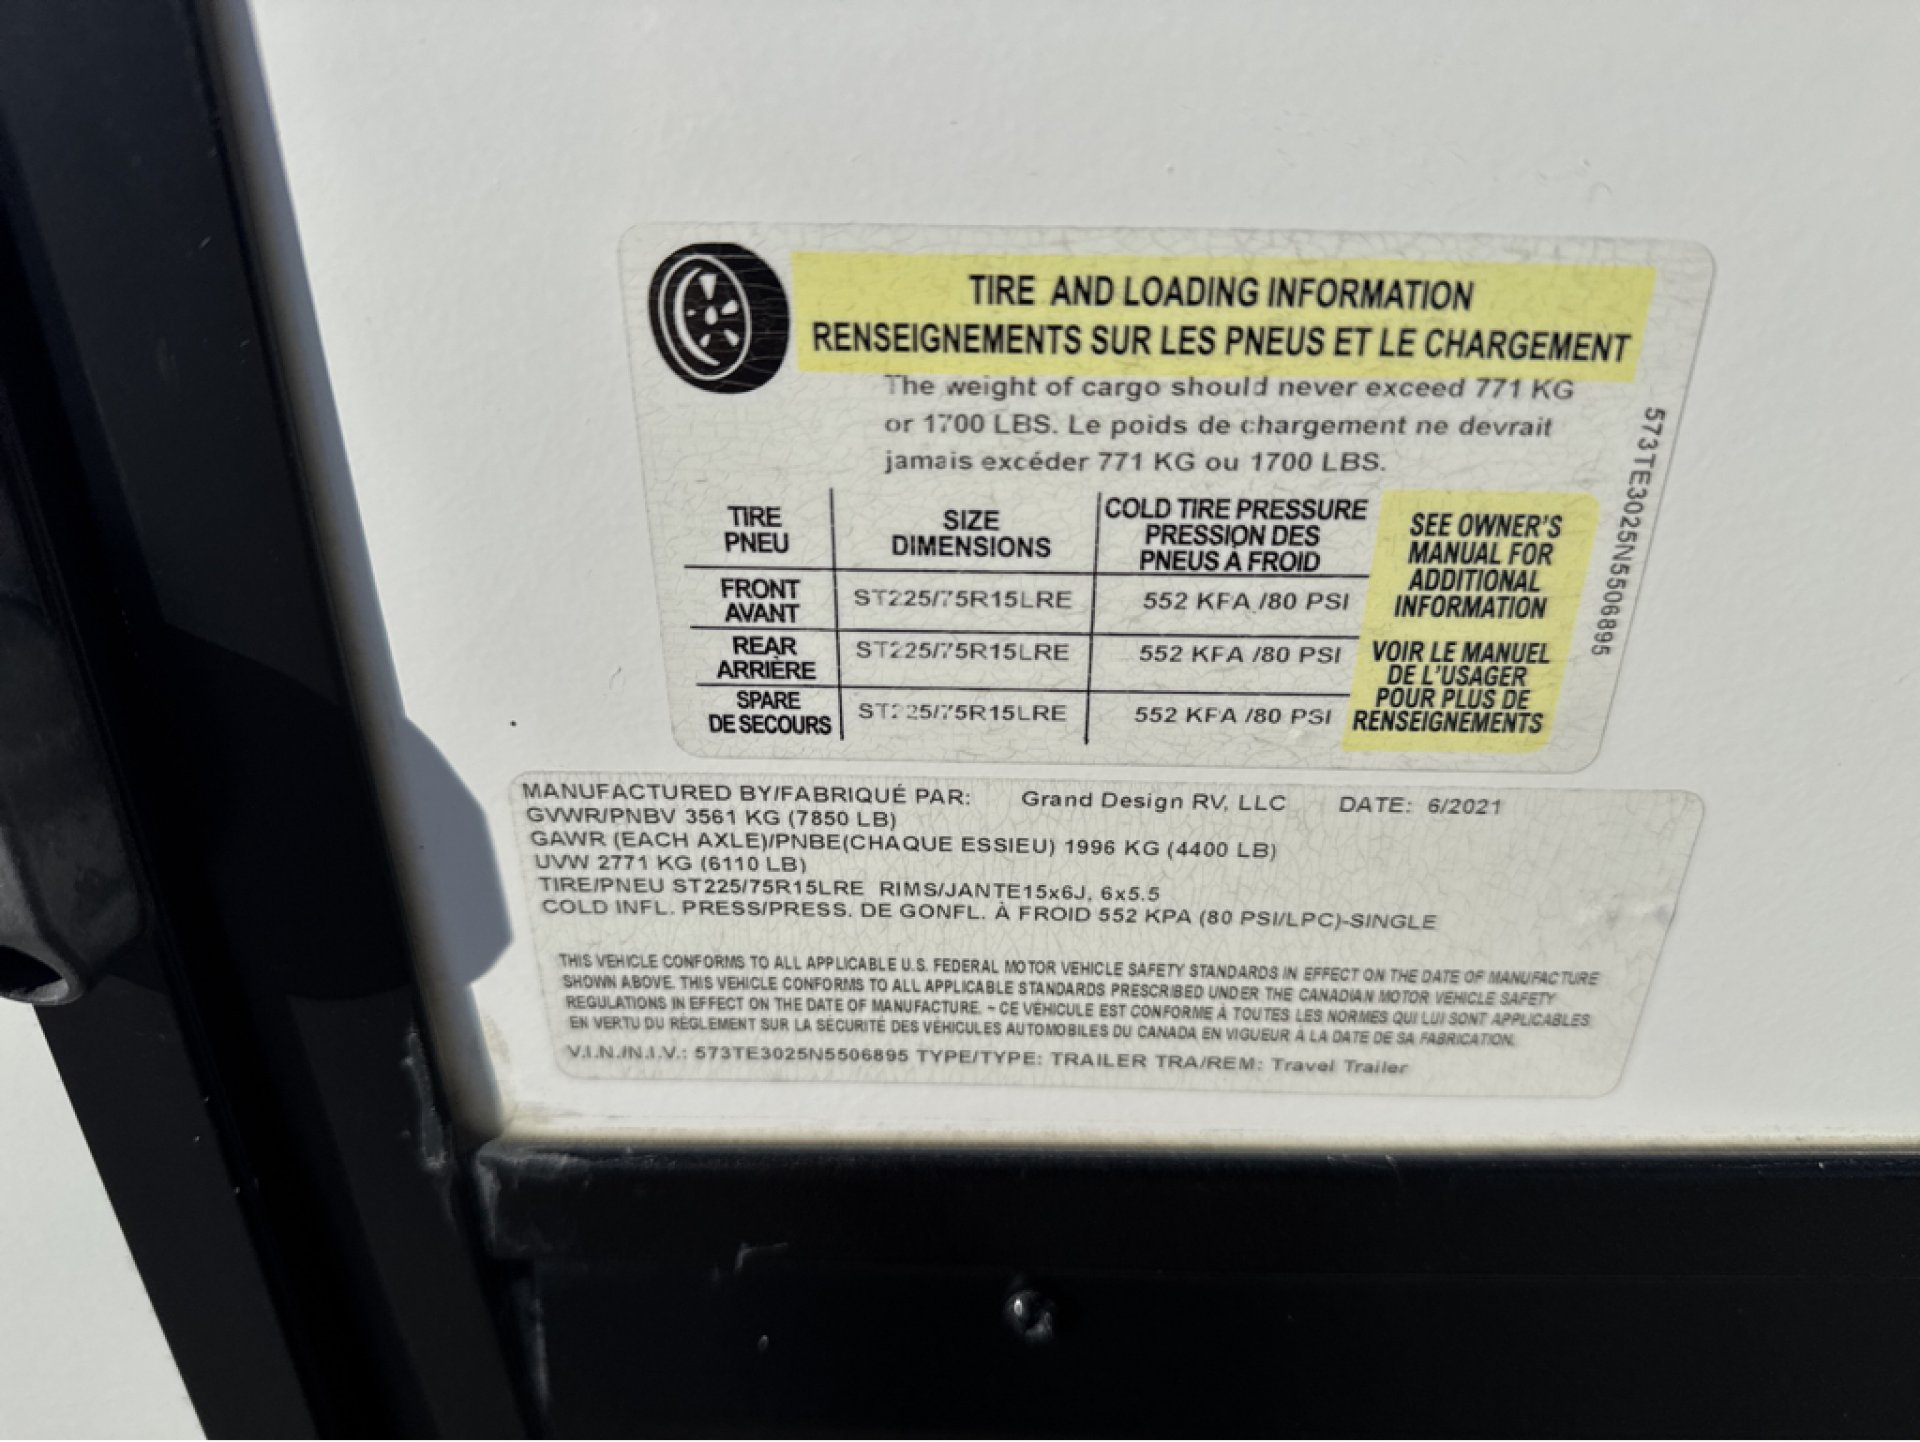 TIRE AND LOADING INFORMATION
RENSEIGNEMENTS SUR LES PNEUS ET LE CHARGEMENT
The weight of cargo should never exceed 771 KG
or 1700 LBS. Le poids de chargement ne devrait
jamais excéder 771 KG ou 1700 LBS.
TIRE
PNEU
SIZE
DIMENSIONS
COLD TIRE PRESSURE
PRESSION DES
PNEUS À FROID
FRONT
AVANT
ST225/75R15LRE
552 KPA /80 PSI
REAR
ARRIÈRE
ST225/75R15LRE
552 KPA /80 PSI
SPARE
DE SECOURS
ST225/75R15LRE
552 KPA /80 PSI
SEE OWNER'S
MANUAL FOR
ADDITIONAL
INFORMATION
VOIR LE MANUEL
DE L'USAGER
POUR PLUS DE
RENSEIGNEMENTS
573TE3025N5506895
MANUFACTURED BY/FABRIQUÉ PAR: Grand Design RV, LLC DATE: 6/2021
GVWR/PNBV 3561 KG (7850 LB)
GAWR (EACH AXLE)/PNBE(CHAQUE ESSIEU) 1996 KG (4400 LB)
UVW 2771 KG (6110 LB)
TIRE/PNEU ST225/75R15LRE RIMS/JANTE15x6J, 6x5.5
COLD INFL. PRESS/PRESS. DE GONFL. À FROID 552 KPA (80 PSI/LPC)-SINGLE
THIS VEHICLE CONFORMS TO ALL APPLICABLE U.S. FEDERAL MOTOR VEHICLE SAFETY STANDARDS IN EFFECT ON THE DATE OF MANUFACTURE
SHOWN ABOVE. THIS VEHICLE CONFORMS TO ALL APPLICABLE STANDARDS PRESCRIBED UNDER THE CANADIAN MOTOR VEHICLE SAFETY
REGULATIONS IN EFFECT ON THE DATE OF MANUFACTURE. - CE VÉHICULE EST CONFORME À TOUTES LES NORMES QUI LUI SONT APPLICABLES
EN VERTU DU RÈGLEMENT SUR LA SÉCURITÉ DES VÉHICULES AUTOMOBILES DU CANADA EN VIGUEUR À LA DATE DE SA FABRICATION.
V.I.N./N.I.V.: 573TE3025N5506895 TYPE/TYPE: TRAILER TRA/REM: Travel Trailer